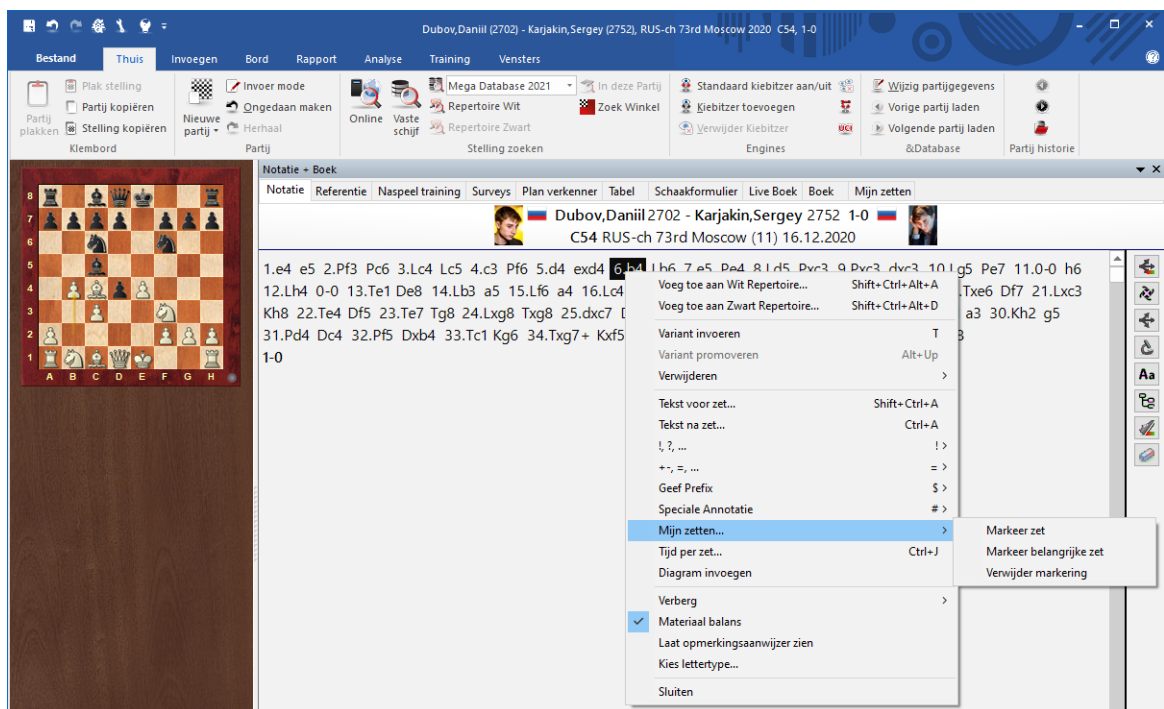 Dubov,Daniil (2702) - Karjakin,Sergey (2752), RUS-ch 73rd Moscow 2020 C54, 1-0
Bestand Thuis Invoegen Bord Rapport Analyse Training Vensters
Partij plakken
Plak stelling
Partij kopiëren
Stelling kopiëren
Klembord
Nieuwe partij
Invoer mode
Ongedaan maken
Herhaal
Partij
Online
Vaste schijf
Mega Database 2021
Repertoire Wit
Repertoire Zwart
In deze Partij
Zoek Winkel
Stelling zoeken
Standaard kiebitzer aan/uit
Kiebitzer toevoegen
Verwijder Kiebitzer
UCI
Engines
Wijzig partijgegevens
Vorige partij laden
Volgende partij laden
&Database
Partij historie
Notatie + Boek
Notatie Referentie Naspeel training Surveys Plan verkenner Tabel Schaakformulier Live Boek Boek Mijn zetten
Dubov,Daniil 2702 - Karjakin,Sergey 2752 1-0
C54 RUS-ch 73rd Moscow (11) 16.12.2020
1.e4 e5 2.Pf3 Pc6 3.Lc4 Lc5 4.c3 Pf6 5.d4 exd4 6.b4 Lb6 7.e5 Pe4 8.Ld5 Pxc3 9.Pxc3 dxc3 10.Lg5 Pe7 11.0-0 h6
12.Lh4 0-0 13.Te1 De8 14.Lb3 a5 15.Lf6 a4 16.Lc4 .Txe6 Df7 21.Lxc3
Kh8 22.Te4 Df5 23.Te7 Tg8 24.Lxg8 Txg8 25.dxc7 a3 30.Kh2 g5
31.Pd4 Dc4 32.Pf5 Dxb4 33.Tc1 Kg6 34.Txg7+ Kxf5
1-0
8
7
6
5
4
3
2
1
A B C D E F G H
Voeg toe aan Wit Repertoire... Shift+Ctrl+Alt+A
Voeg toe aan Zwart Repertoire... Shift+Ctrl+Alt+D
Variant invoeren T
Variant promoveren Alt+Up
Verwijderen >
Tekst voor zet... Shift+Ctrl+A
Tekst na zet... Ctrl+A
!, ?, ... ! >
+-, =, ... = >
Geef Prefix $ >
Speciale Annotatie # >
Mijn zetten... >
Tijd per zet... Ctrl+J
Diagram invoegen
Verberg >
Materiaal balans
Laat opmerkingsaanwijzer zien
Kies lettertype...
Sluiten
Markeer zet
Markeer belangrijke zet
Verwijder markering
Aa